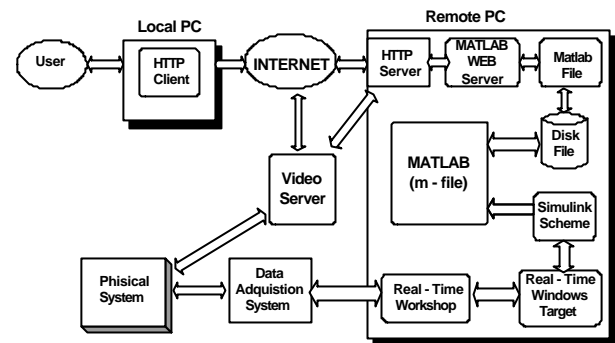 Local PC
Remote PC
User
HTTP
Client
INTERNET
HTTP
Server
MATLAB
WEB
Server
Matlab
File
Disk
File
MATLAB
(m - file)
Video
Server
Simulink
Scheme
Phisical
System
Data
Adquistion
System
Real - Time
Workshop
Real - Time
Windows
Target